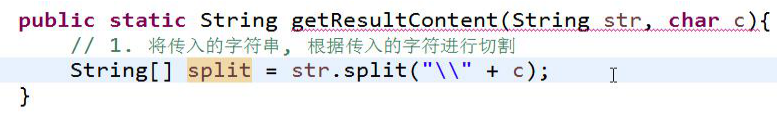 public static String getResultContent(String str, char c){
// 1. 将传入的字符串, 根据传入的字符进行切割
String[] split = str.split("\\" + c);
}